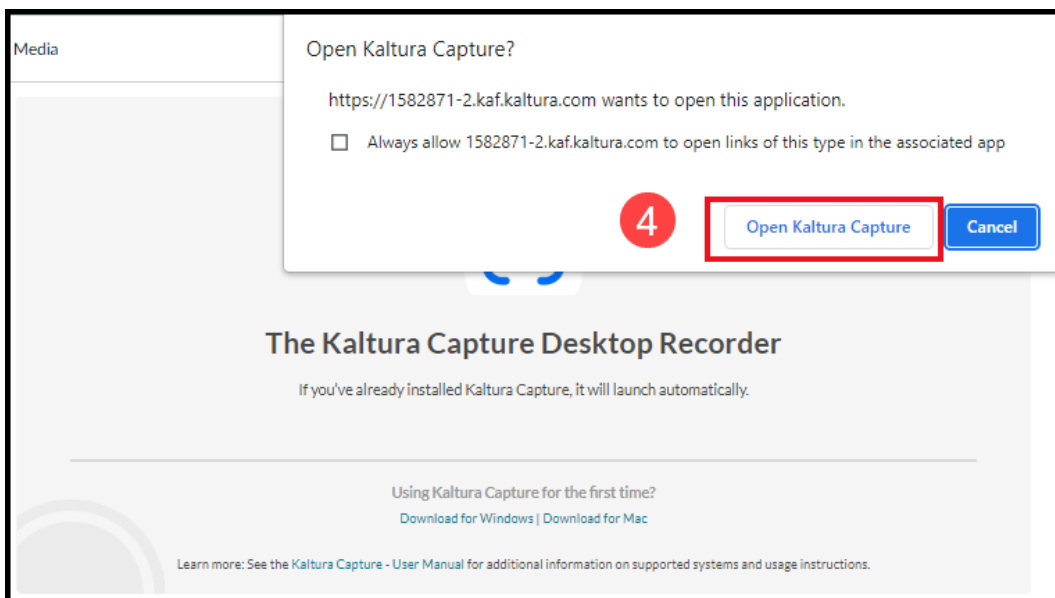 Media
Open Kaltura Capture?
https://1582871-2.kaf.kaltura.com wants to open this application.
Always allow 1582871-2.kaf.kaltura.com to open links of this type in the associated app
4
Open Kaltura Capture
Cancel
The Kaltura Capture Desktop Recorder
If you've already installed Kaltura Capture, it will launch automatically.
Using Kaltura Capture for the first time?
Download for Windows | Download for Mac
Learn more: See the Kaltura Capture - User Manual for additional information on supported systems and usage instructions.